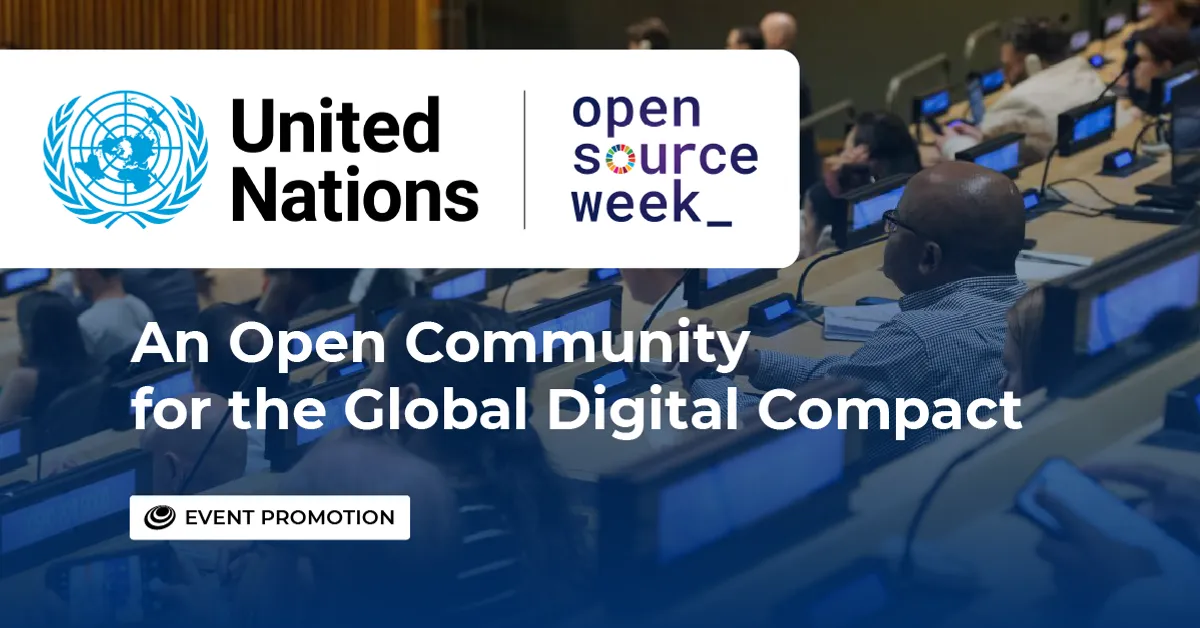 United
Nations
open
source
week_
An Open Community
for the Global Digital Compact
EVENT PROMOTION